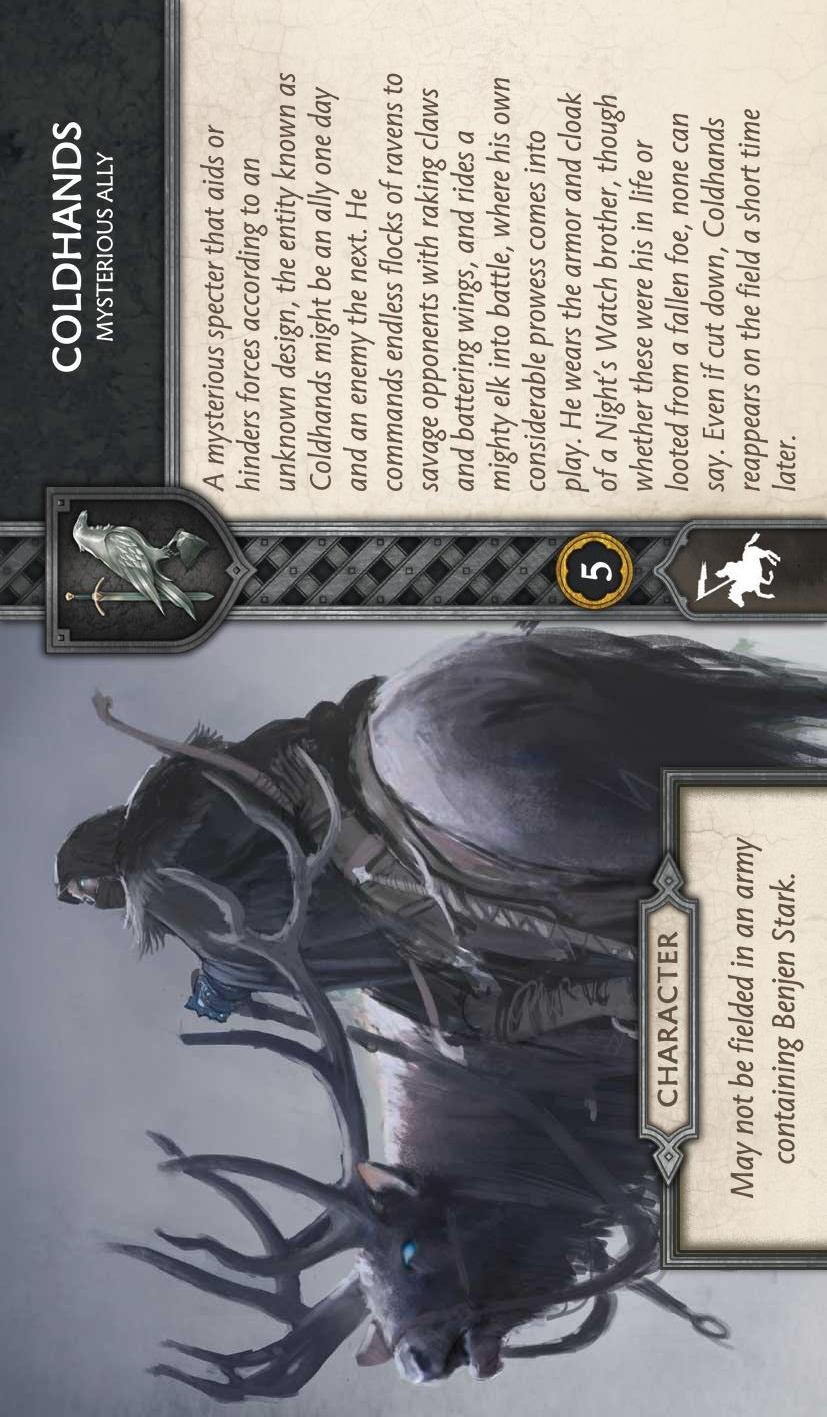 COLDHANDS
MYSTERIOUS ALLY
A mysterious specter that aids or
hinders forces according to an
unknown design, the entity known as
Coldhands might be an ally one day
and an enemy the next. He
commands endless flocks of ravens to
savage opponents with raking claws
and battering wings, and rides a
mighty elk into battle, where his own
considerable prowess comes into
play. He wears the armor and cloak
of a Night's Watch brother, though
whether these were his in life or
looted from a fallen foe, none can
say. Even if cut down, Coldhands
reappears on the field a short time
later.
5
CHARACTER
May not be fielded in an army
containing Benjen Stark.